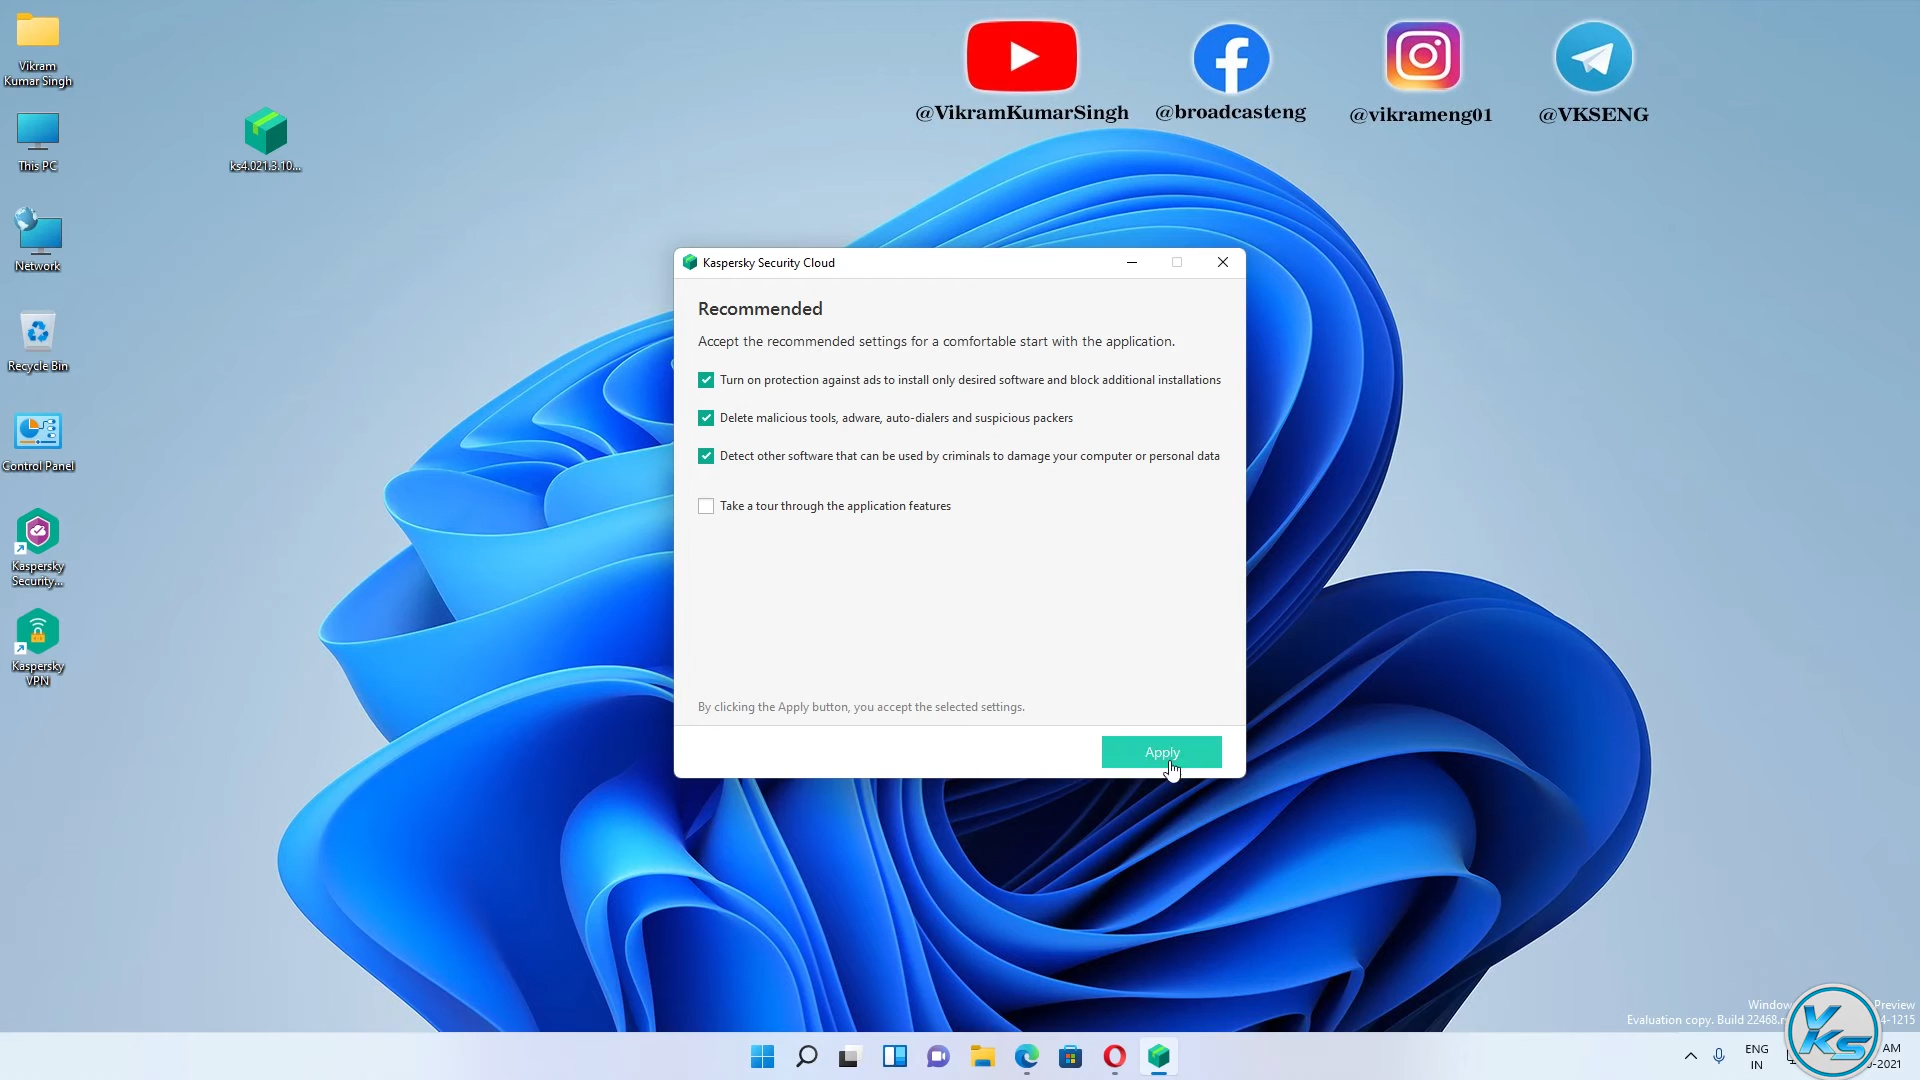 Vikram
Kumar Singh
This PC
Network
Recycle Bin
Control Panel
Kaspersky
Security...
Kaspersky
VPN
ks4.021.3.10...
@VikramKumarSingh
@broadcasteng
@vikrameng01
@VKSENG
Kaspersky Security Cloud
Recommended
Accept the recommended settings for a comfortable start with the application.
Turn on protection against ads to install only desired software and block additional installations
Delete malicious tools, adware, auto-dialers and suspicious packers
Detect other software that can be used by criminals to damage your computer or personal data
Take a tour through the application features
By clicking the Apply button, you accept the selected settings.
Apply
Preview
Evaluation copy. Build 22468.
-1215
VKS
ENG
IN
AM
-2021